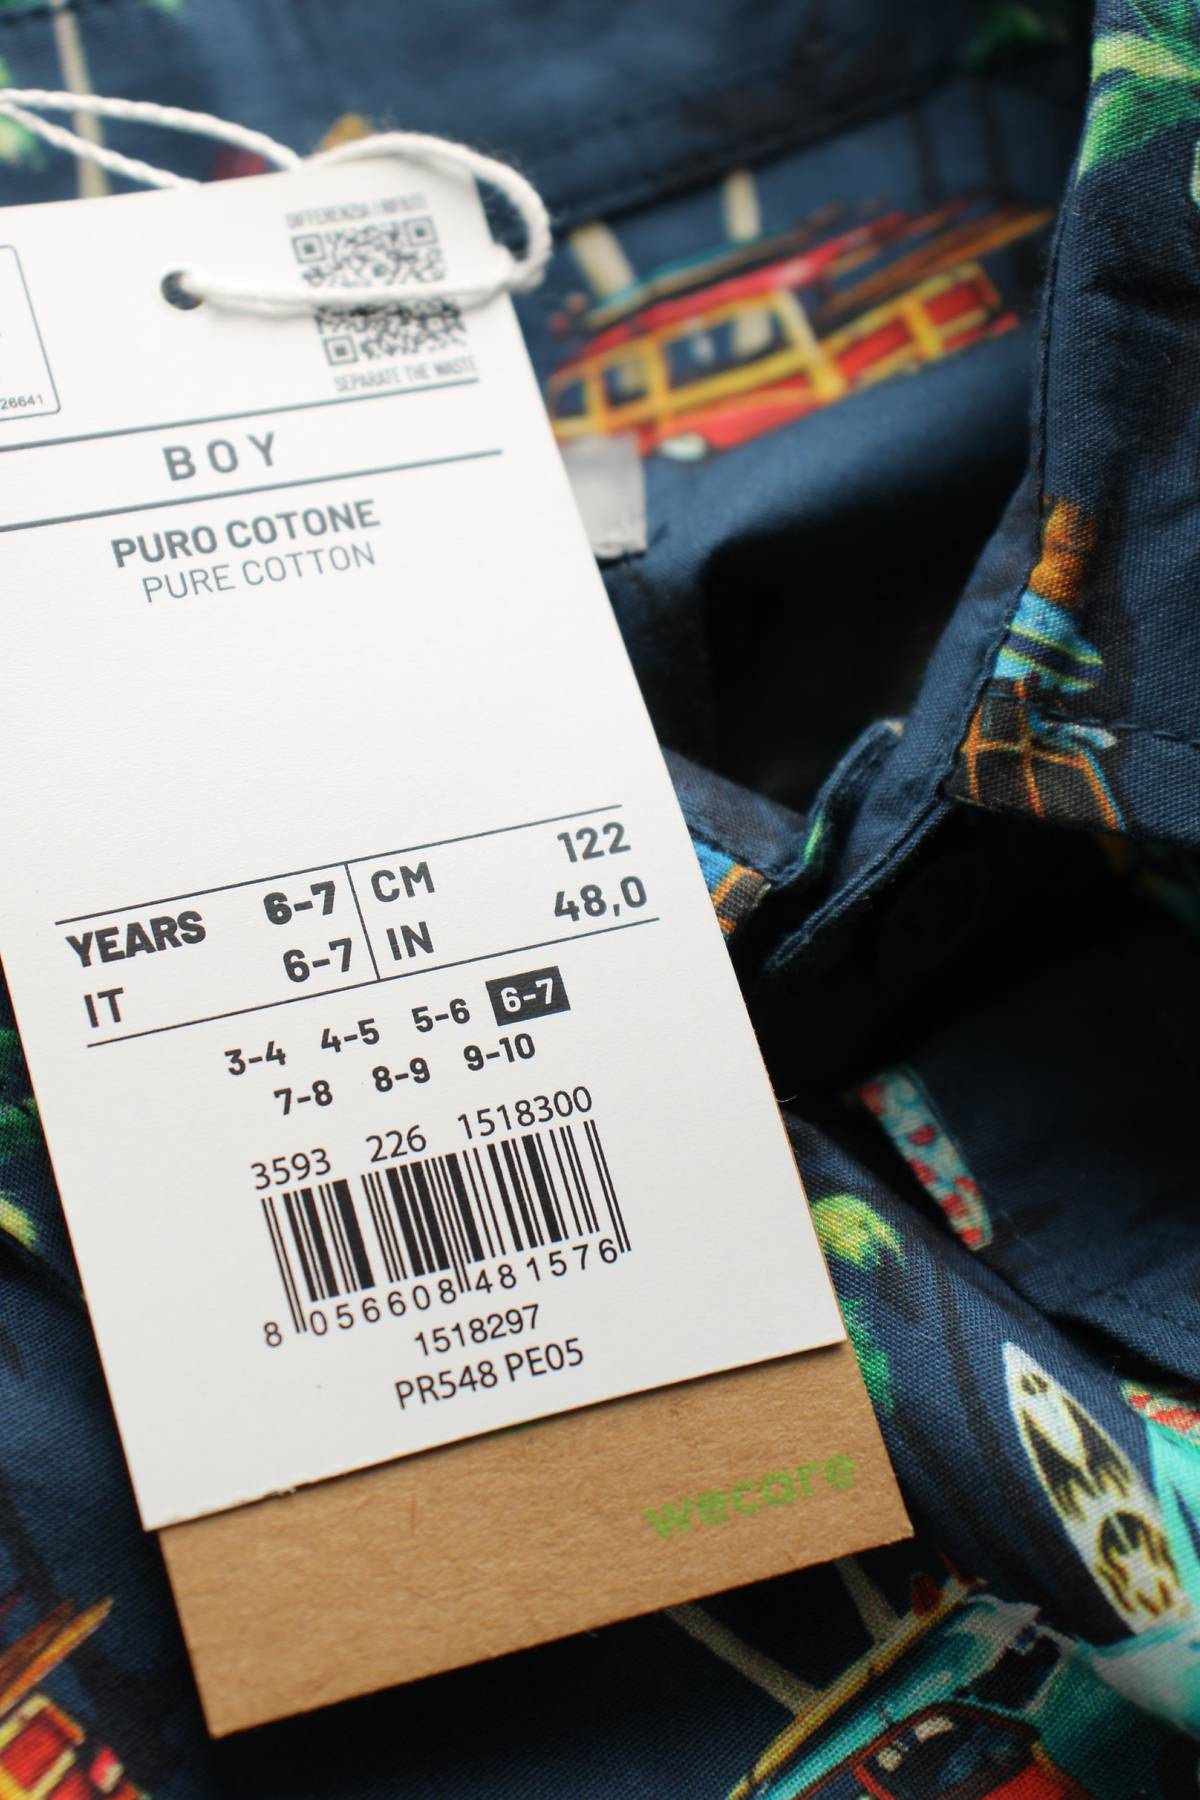 DIFFERENZIA I RIFIUTI
SEPARATE THE WASTE
26641
BOY
PURO COTONE
PURE COTTON
YEARS 6-7 CM 122
IT 6-7 IN 48,0
3-4 4-5 5-6 6-7
7-8 8-9 9-10
3593 226 1518300
8 056608 481576
1518297
PR548 PE05
wecare